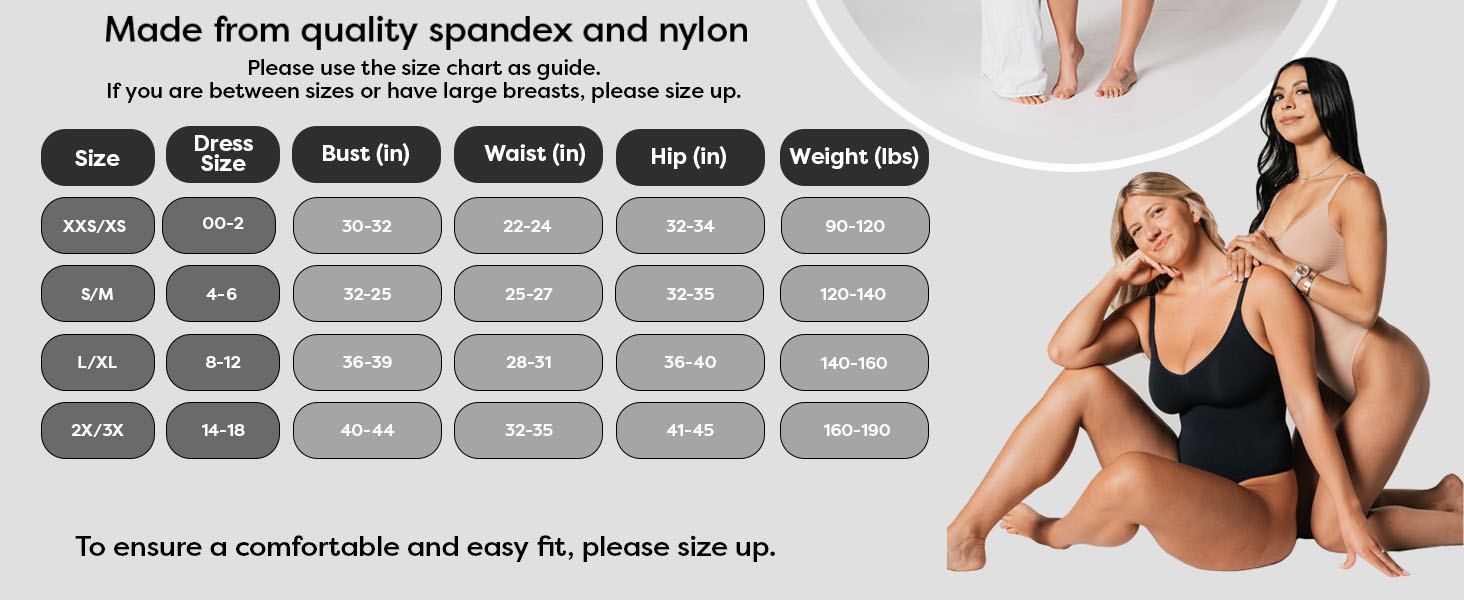 Made from quality spandex and nylon
Please use the size chart as guide.
If you are between sizes or have large breasts, please size up.
Size Dress Size Bust (in) Waist (in) Hip (in) Weight (lbs)
XXS/XS 00-2 30-32 22-24 32-34 90-120
S/M 4-6 32-25 25-27 32-35 120-140
L/XL 8-12 36-39 28-31 36-40 140-160
2X/3X 14-18 40-44 32-35 41-45 160-190
To ensure a comfortable and easy fit, please size up.